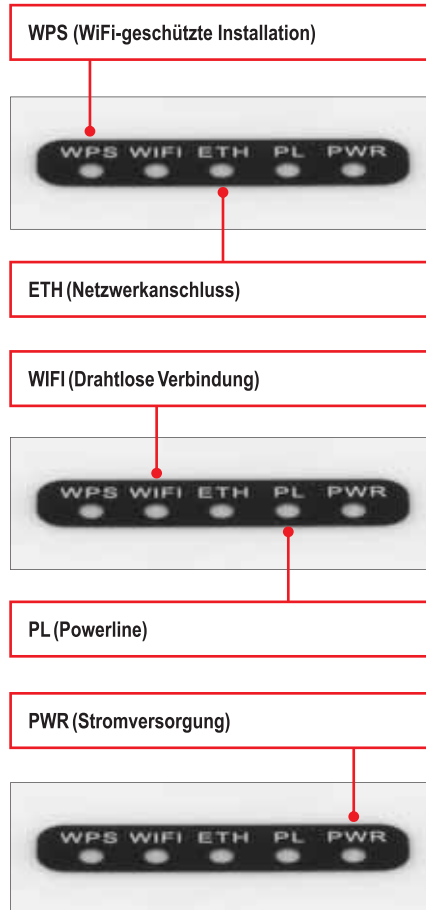 WPS (WiFi-geschützte Installation)
WPS WIFI ETH PL PWR
ETH (Netzwerkanschluss)
WIFI (Drahtlose Verbindung)
WPS WIFI ETH PL PWR
PL (Powerline)
PWR (Stromversorgung)
WPS WIFI ETH PL PWR